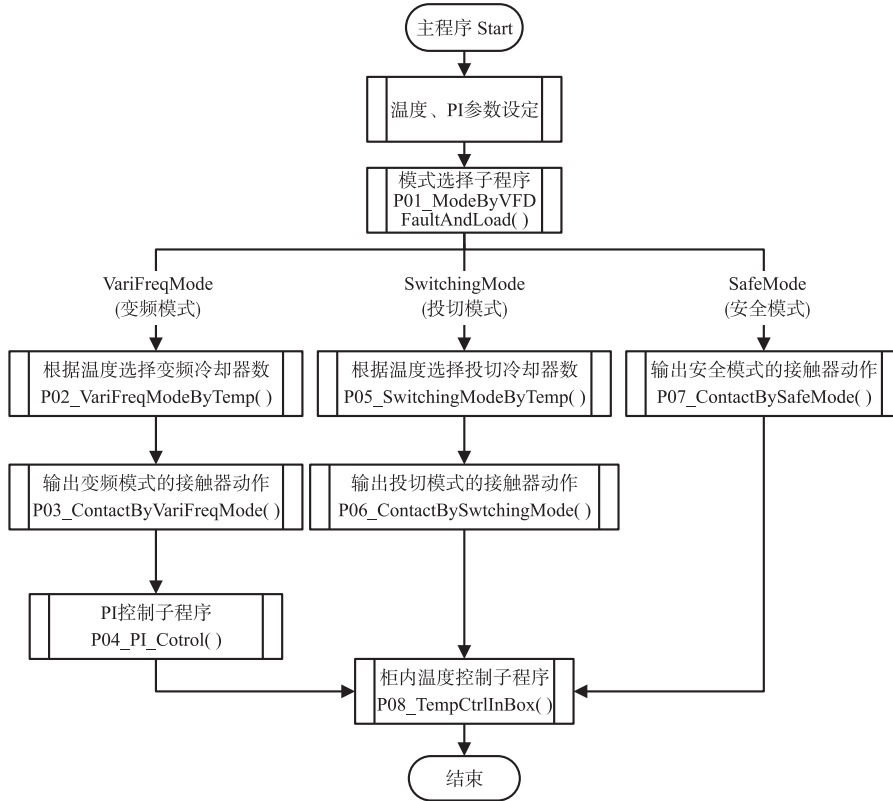 主程序 Start
温度、PI参数设定
模式选择子程序
P01_ModeByVFD
FaultAndLoad( )
VariFreqMode
(变频模式)
SwitchingMode
(投切模式)
SafeMode
(安全模式)
根据温度选择变频冷却器数
P02_VariFreqModeByTemp( )
根据温度选择投切冷却器数
P05_SwitchingModeByTemp( )
输出安全模式的接触器动作
P07_ContactBySafeMode( )
输出变频模式的接触器动作
P03_ContactByVariFreqMode( )
输出投切模式的接触器动作
P06_ContactBySwtchingMode( )
PI控制子程序
P04_PI_Cotrol( )
柜内温度控制子程序
P08_TempCtrlInBox( )
结束